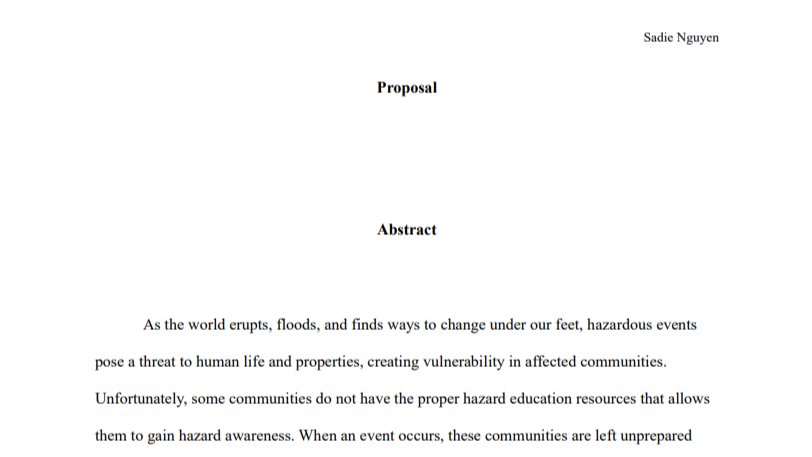 Sadie Nguyen
Proposal
Abstract
As the world erupts, floods, and finds ways to change under our feet, hazardous events
pose a threat to human life and properties, creating vulnerability in affected communities.
Unfortunately, some communities do not have the proper hazard education resources that allows
them to gain hazard awareness. When an event occurs, these communities are left unprepared